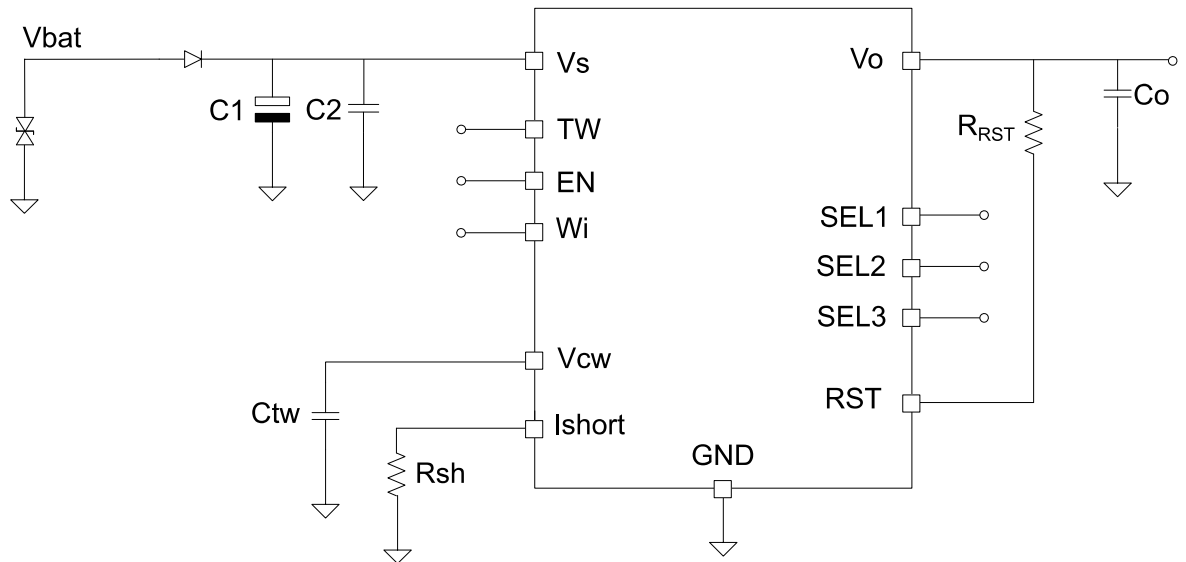 Vbat
Vs
Vo
C1
C2
Co
TW
R_RST
EN
SEL1
Wi
SEL2
SEL3
Vcw
RST
Ctw
Ishort
GND
Rsh